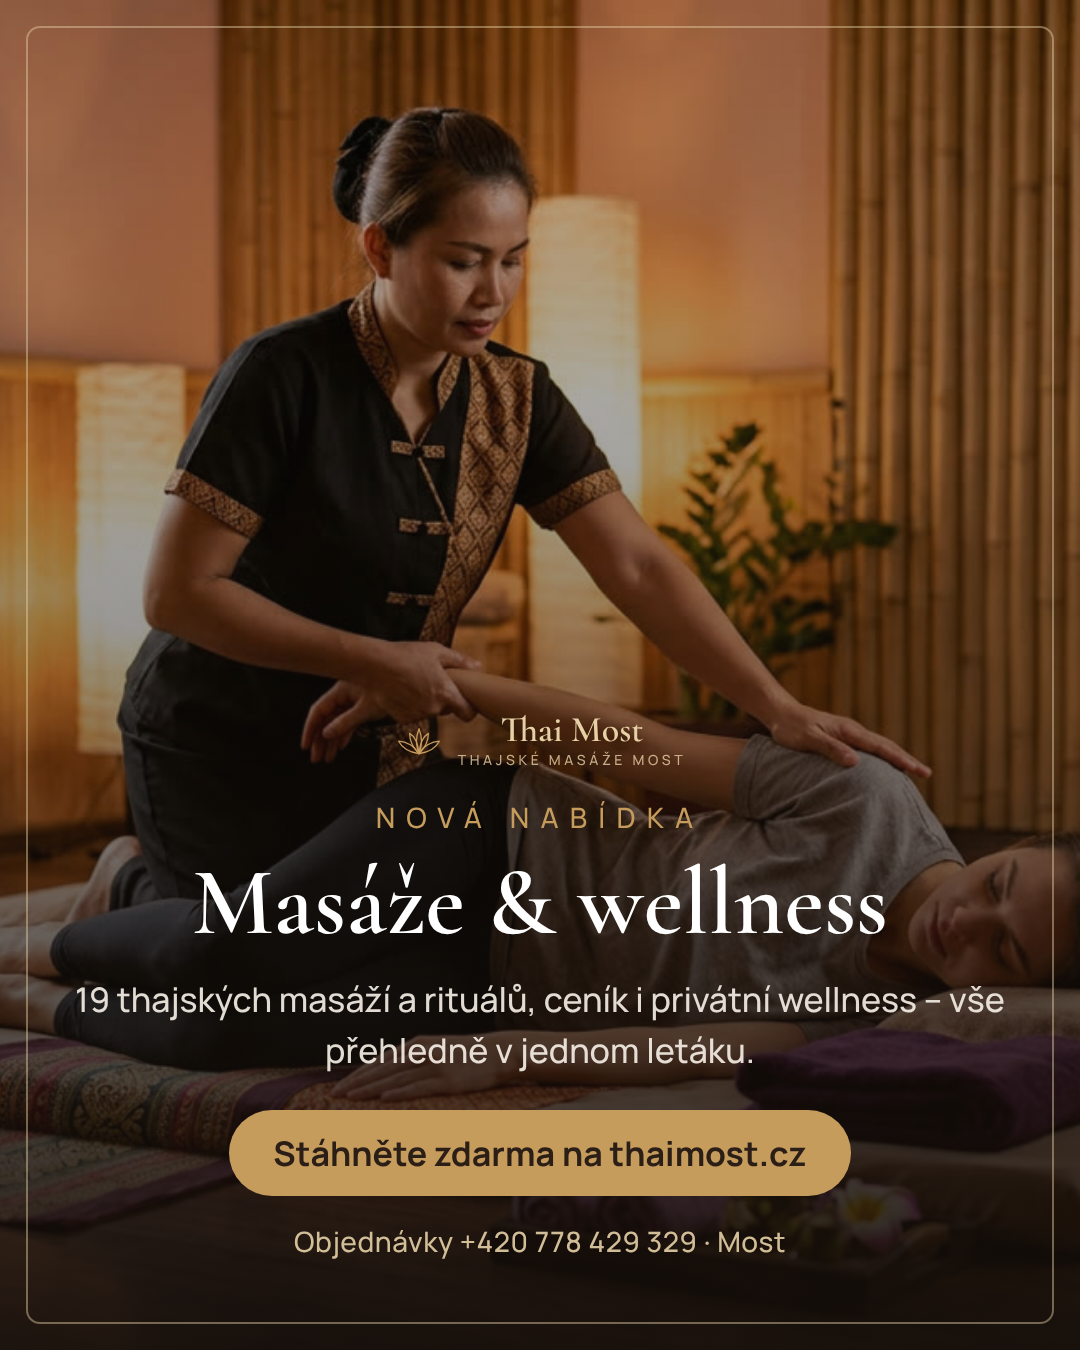 Thai Most
THAJSKÉ MASÁŽE MOST
NOVÁ NABÍDKA
Masáže & wellness
19 thajských masáží a rituálů, ceník i privátní wellness – vše
přehledně v jednom letáku.
Stáhněte zdarma na thaimost.cz
Objednávky +420 778 429 329 · Most